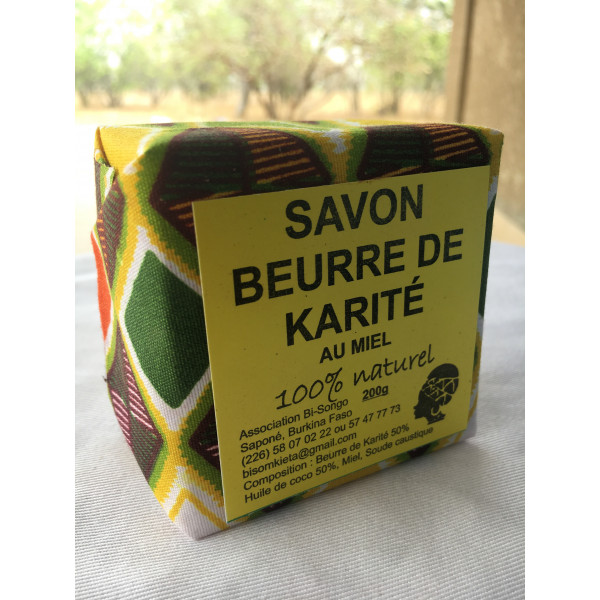 SAVON
BEURRE DE
KARITÉ
AU MIEL
100% naturel
200g
Association Bi-Songo
Saponé, Burkina Faso
(226) 58 07 02 22 ou 57 47 77 73
bisomkieta@gmail.com
Composition : Beurre de Karité 50%
Huile de coco 50%, Miel, Soude caustique